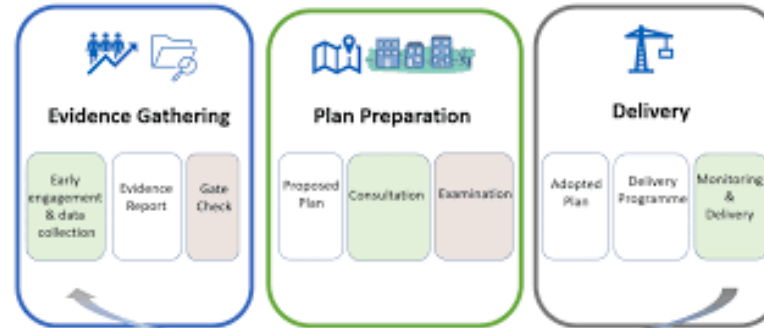 Evidence Gathering
Early
engagement
& data
collection
Evidence
Report
Gate
Check
Plan Preparation
Proposed
Plan
Consultation
Examination
Delivery
Adopted
Plan
Delivery
Programme
Monitoring
&
Delivery